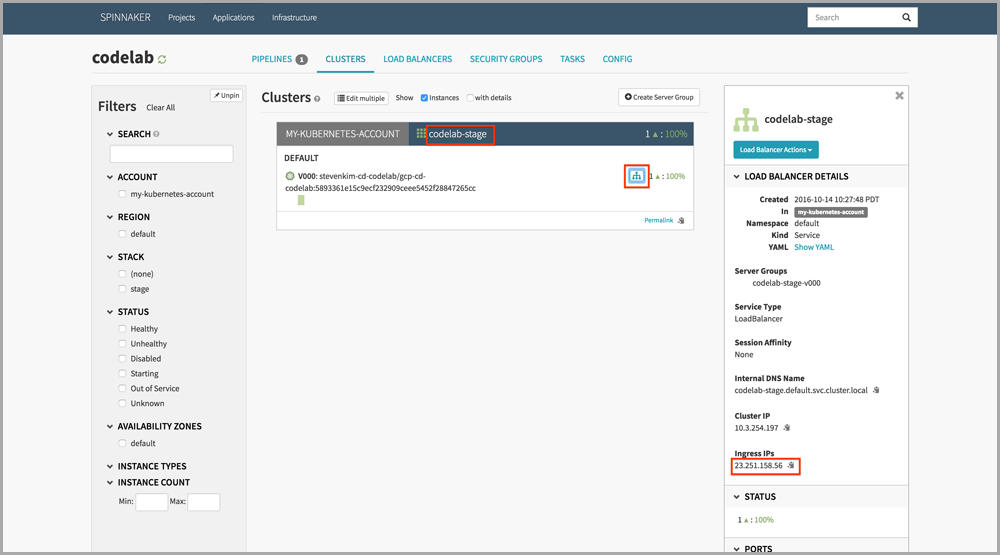 SPINNAKER Projects Applications Infrastructure Search
codelab
PIPELINES 1 CLUSTERS LOAD BALANCERS SECURITY GROUPS TASKS CONFIG
Unpin
Filters Clear All
SEARCH
ACCOUNT
my-kubernetes-account
REGION
default
STACK
(none)
stage
STATUS
Healthy
Unhealthy
Disabled
Starting
Out of Service
Unknown
AVAILABILITY ZONES
default
INSTANCE TYPES
INSTANCE COUNT
Min: Max:
Clusters Edit multiple Show Instances with details Create Server Group
MY-KUBERNETES-ACCOUNT codelab-stage 1 : 100%
DEFAULT
V000: stevenkim-cd-codelab/gcp-cd-
codelab:5893361e15c9ecf232909ceee5452f28847265cc
1 : 100%
Permalink
codelab-stage
Load Balancer Actions
LOAD BALANCER DETAILS
Created 2016-10-14 10:27:48 PDT
In my-kubernetes-account
Namespace default
Kind Service
YAML Show YAML
Server Groups
codelab-stage-v000
Service Type
LoadBalancer
Session Affinity
None
Internal DNS Name
codelab-stage.default.svc.cluster.local
Cluster IP
10.3.254.197
Ingress IPs
23.251.158.56
STATUS
1 : 100%
PORTS